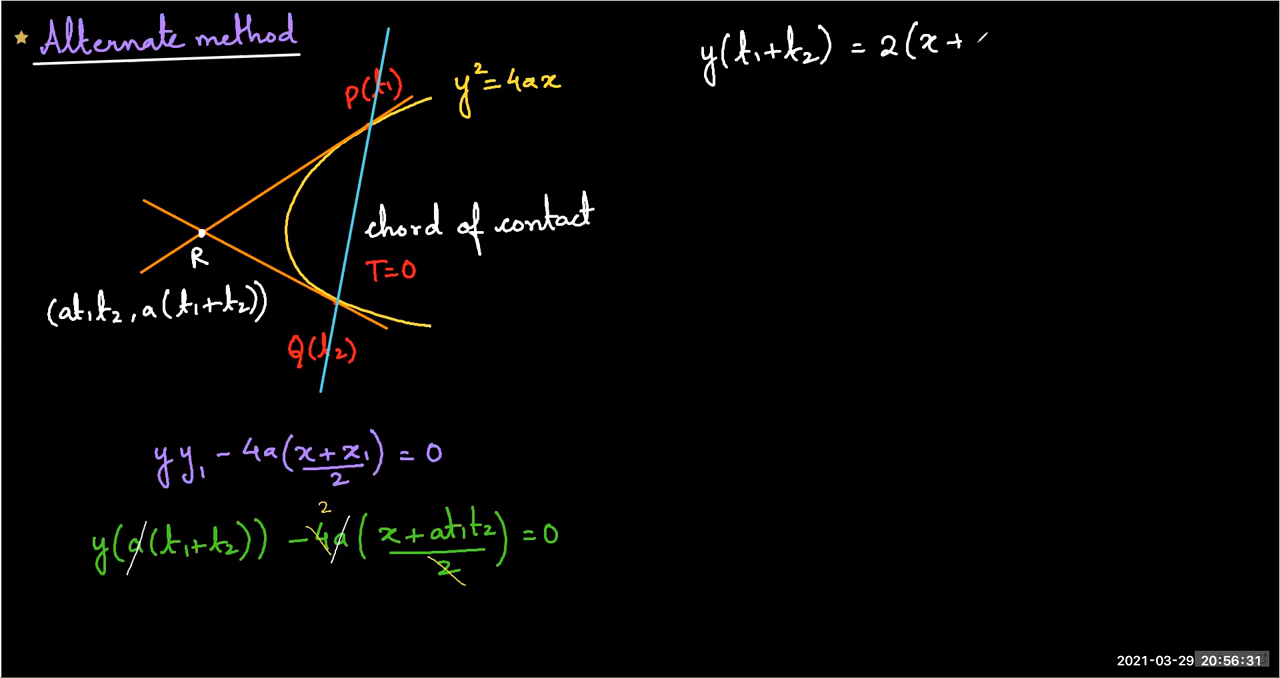 ★ Alternate method
P(t₁)
y² = 4ax
chord of contact
R
T=0
(at₁t₂, a(t₁+t₂))
Q(t₂)
yy₁ - 4a((x+x₁)/2) = 0
2
y(a(t₁+t₂)) - 4a((x+at₁t₂)/2) = 0
y(t₁+t₂) = 2(x+
2021-03-29 20:56:31